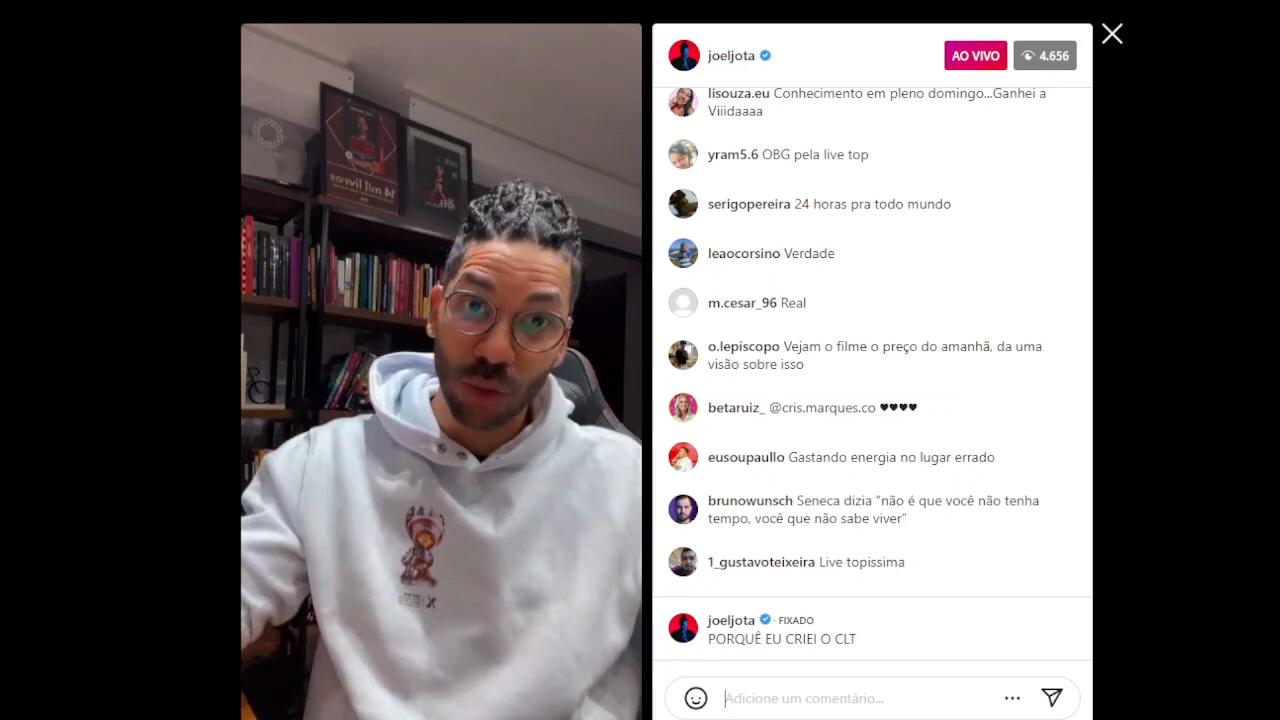 joeljota
AO VIVO
4.656
lisouza.eu Conhecimento em pleno domingo...Ganhei a
Viiidaaaa
yram5.6 OBG pela live top
serigopereira 24 horas pra todo mundo
leaocorsino Verdade
m.cesar_96 Real
o.lepiscopo Vejam o filme o preço do amanhã, da uma
visão sobre isso
betaruiz_ @cris.marques.co ♥♥♥♥
eusoupaullo Gastando energia no lugar errado
brunowunsch Seneca dizia “não é que você não tenha
tempo, você que não sabe viver”
1_gustavoteixeira Live topissima
joeljota · FIXADO
PORQUÊ EU CRIEI O CLT
Adicione um comentário...
14 mil livros